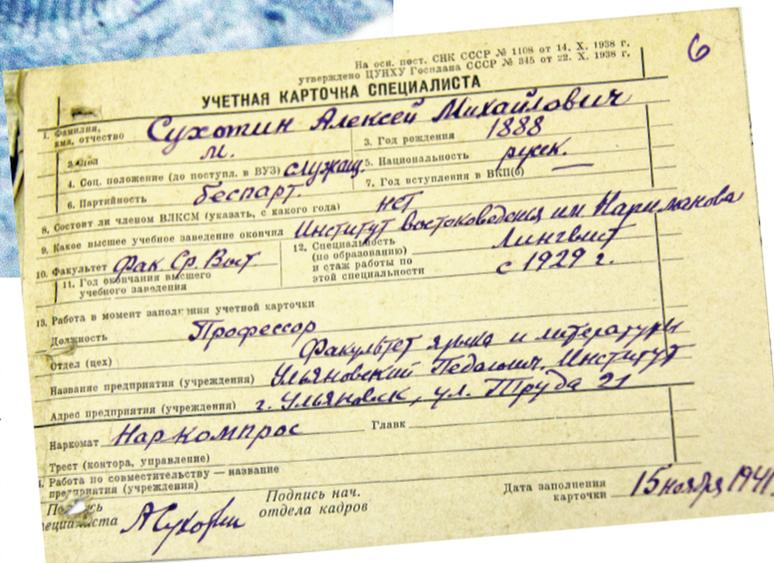 6
На осн. пост. СНК СССР № 1108 от 14. X. 1938 г.
утверждено ЦУНХУ Госплана СССР № 345 от 22. X. 1938 г.
УЧЕТНАЯ КАРТОЧКА СПЕЦИАЛИСТА
1. Фамилия, имя, отчество Сухотин Алексей Михайлович
2. Пол м. 3. Год рождения 1888
4. Соц. положение (до поступл. в ВУЗ) служащ. 5. Национальность русск.
6. Партийность беспарт. 7. Год вступления в ВКП(б) —
8. Состоит ли членом ВЛКСМ (указать, с какого года) нет
9. Какое высшее учебное заведение окончил Институт востоковедения им Нариманова
10. Факультет Фак. Ср. Вост. 12. Специальность (по образованию) и стаж работы по этой специальности Лингвист с 1929 г.
11. Год окончания высшего учебного заведения
13. Работа в момент заполнения учетной карточки
Должность Профессор
Отдел (цех) Факультет языка и литературы
Название предприятия (учреждения) Ульяновский Педагогич. Институт
Адрес предприятия (учреждения) г. Ульяновск, ул. Труда 21
Наркомат Наркомпрос Главк
Трест (контора, управление)
Работа по совместительству — название предприятия (учреждения)
Подпись специалиста АСухотин Подпись нач. отдела кадров Дата заполнения карточки 15 ноября 1941